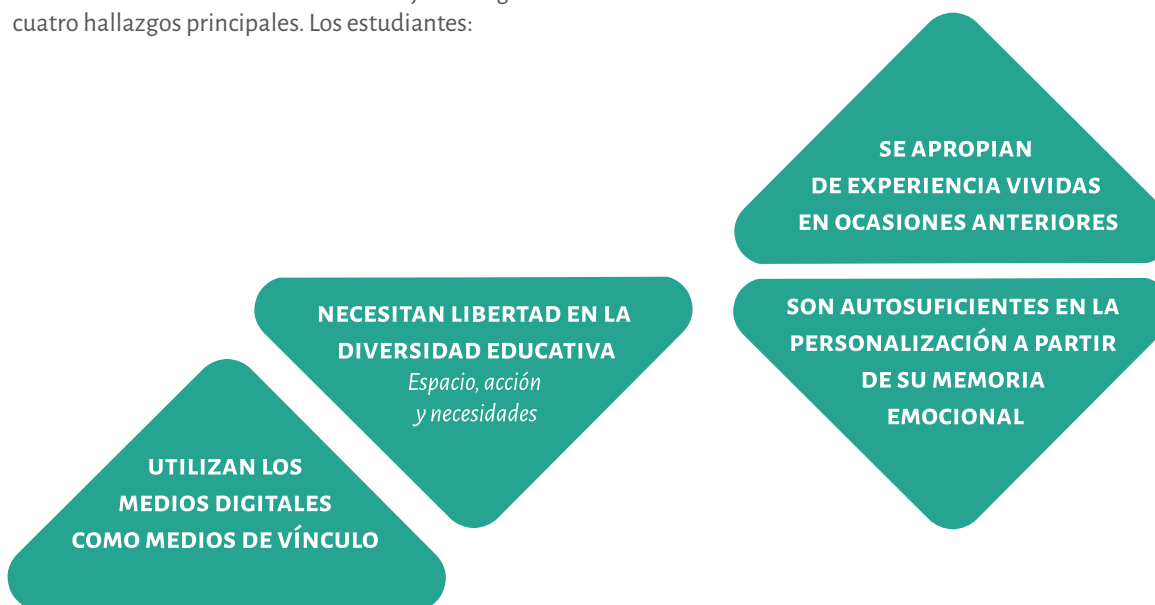 cuatro hallazgos principales. Los estudiantes:
UTILIZAN LOS
MEDIOS DIGITALES
COMO MEDIOS DE VÍNCULO
NECESITAN LIBERTAD EN LA
DIVERSIDAD EDUCATIVA
Espacio, acción
y necesidades
SE APROPIAN
DE EXPERIENCIA VIVIDAS
EN OCASIONES ANTERIORES
SON AUTOSUFICIENTES EN LA
PERSONALIZACIÓN A PARTIR
DE SU MEMORIA
EMOCIONAL